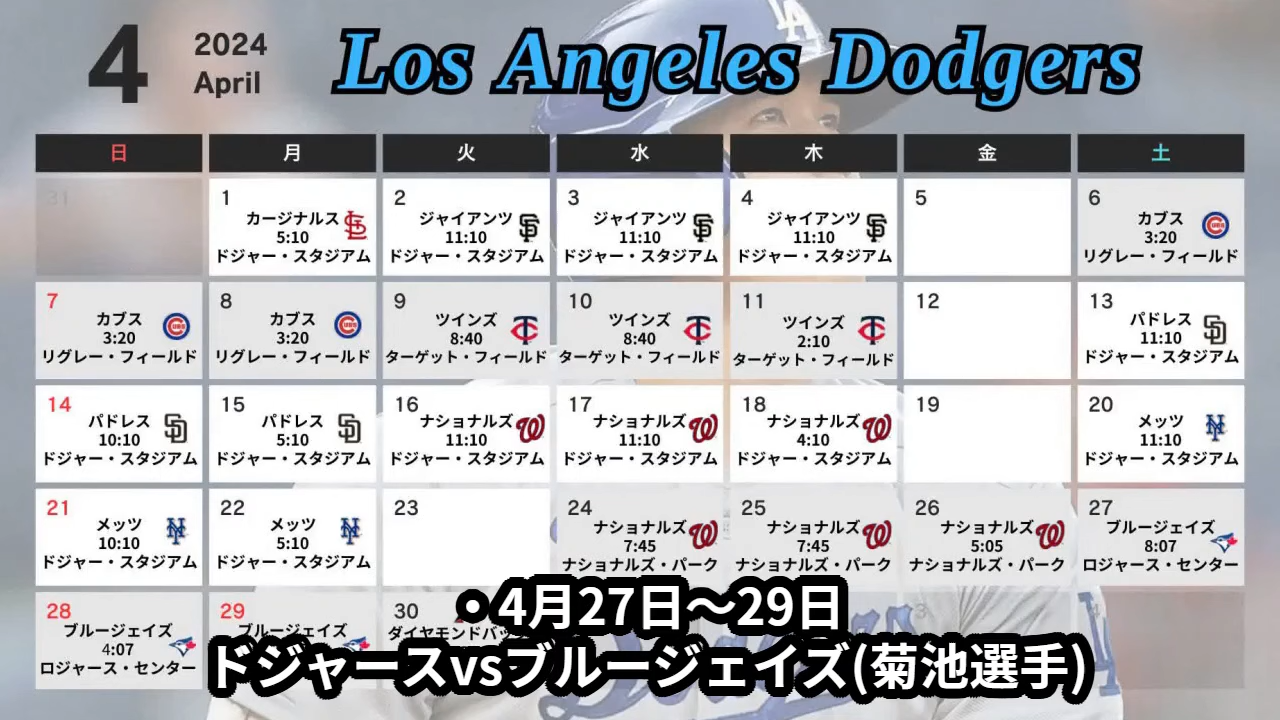 4
2024
April
Los Angeles Dodgers
日 月 火 水 木 金 土
31
1
カージナルス
5:10
ドジャー・スタジアム
2
ジャイアンツ
11:10
ドジャー・スタジアム
3
ジャイアンツ
11:10
ドジャー・スタジアム
4
ジャイアンツ
11:10
ドジャー・スタジアム
5
6
カブス
3:20
リグレー・フィールド
7
カブス
3:20
リグレー・フィールド
8
カブス
3:20
リグレー・フィールド
9
ツインズ
8:40
ターゲット・フィールド
10
ツインズ
8:40
ターゲット・フィールド
11
ツインズ
2:10
ターゲット・フィールド
12
13
パドレス
11:10
ドジャー・スタジアム
14
パドレス
10:10
ドジャー・スタジアム
15
パドレス
5:10
ドジャー・スタジアム
16
ナショナルズ
11:10
ドジャー・スタジアム
17
ナショナルズ
11:10
ドジャー・スタジアム
18
ナショナルズ
4:10
ドジャー・スタジアム
19
20
メッツ
11:10
ドジャー・スタジアム
21
メッツ
10:10
ドジャー・スタジアム
22
メッツ
5:10
ドジャー・スタジアム
23
24
ナショナルズ
7:45
ナショナルズ・パーク
25
ナショナルズ
7:45
ナショナルズ・パーク
26
ナショナルズ
5:05
ナショナルズ・パーク
27
ブルージェイズ
8:07
ロジャース・センター
28
ブルージェイズ
4:07
ロジャース・センター
29
ブルージェイズ
30
ダイヤモンドバッ
・4月27日～29日
ドジャースvsブルージェイズ(菊池選手)